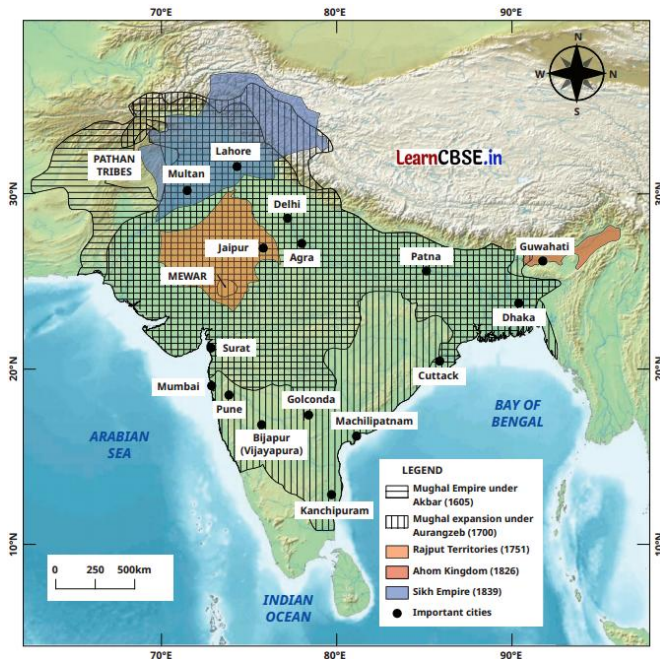 70°E
80°E
90°E
N
W
N
S
LearnCBSE.in
PATHAN
TRIBES
Lahore
Multan
30°N
30°N
Delhi
Jaipur
Agra
Patna
Guwahati
MEWAR
Dhaka
Surat
20°N
20°N
Cuttack
Mumbai
Pune
Golconda
Machilipatnam
Bijapur
(Vijayapura)
ARABIAN
SEA
BAY OF
BENGAL
Kanchipuram
LEGEND
Mughal Empire under
Akbar (1605)
Mughal expansion under
Aurangzeb (1700)
Rajput Territories (1751)
Ahom Kingdom (1826)
Sikh Empire (1839)
Important cities
10°N
10°N
0 250 500km
INDIAN
OCEAN
70°E
80°E
90°E